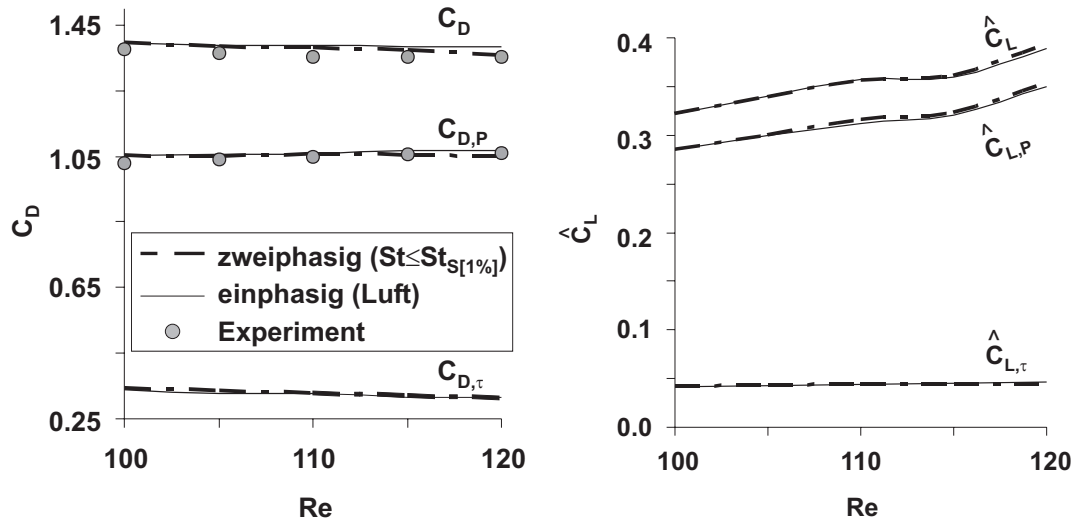 1.45
1.05
0.65
0.25
C_D
C_D
C_D,P
C_D,τ
zweiphasig (St≤St_S[1%])
einphasig (Luft)
Experiment
100
110
120
Re
0.4
0.3
0.2
0.1
0.0
Ĉ_L
Ĉ_L
Ĉ_L,P
Ĉ_L,τ
100
110
120
Re